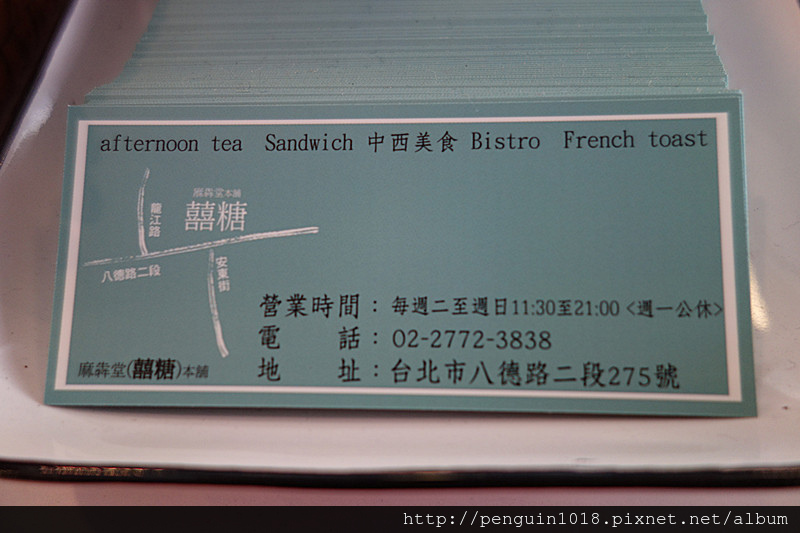 afternoon tea Sandwich 中西美食 Bistro French toast
龍江路
麻犇堂本舖
囍糖
八德路二段
安東街
營業時間：每週二至週日11:30至21:00<週一公休>
電 話：02-2772-3838
麻犇堂(囍糖)本舖
地 址：台北市八德路二段275號
http://penguin1018.pixnet.net/album